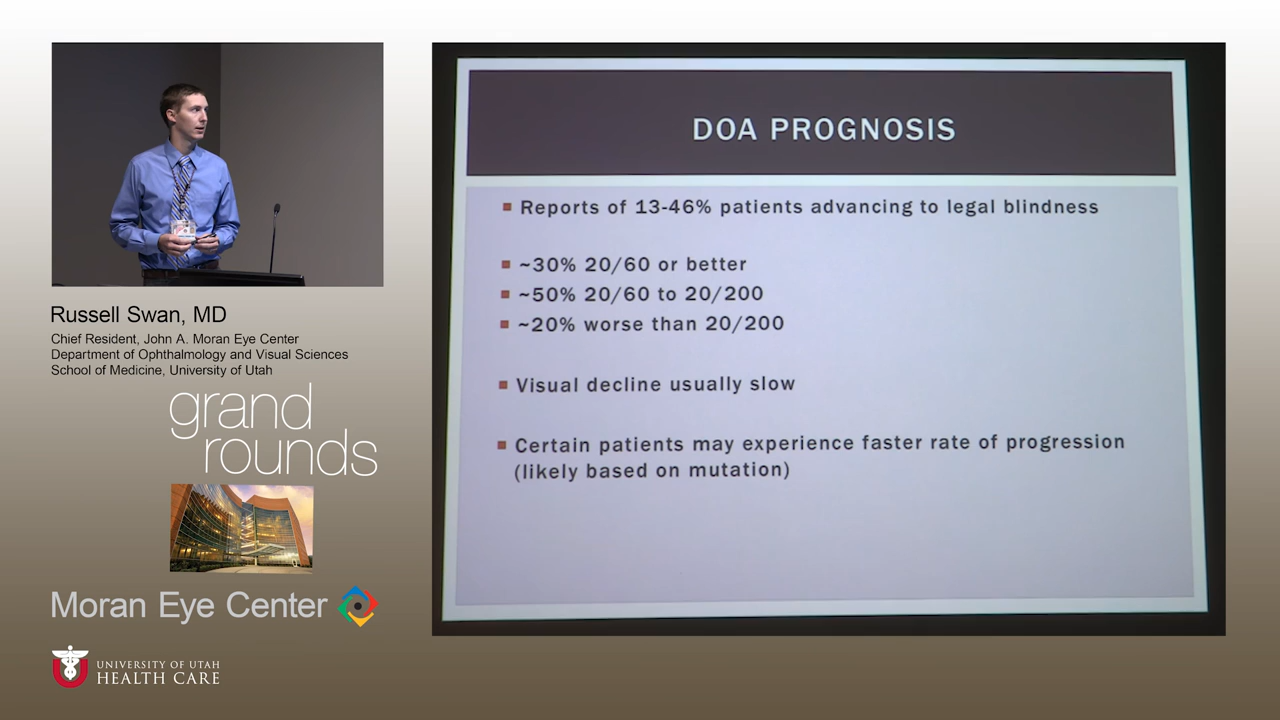 DOA PROGNOSIS
Reports of 13-46% patients advancing to legal blindness
~30% 20/60 or better
~50% 20/60 to 20/200
~20% worse than 20/200
Visual decline usually slow
Certain patients may experience faster rate of progression
(likely based on mutation)
Russell Swan, MD
Chief Resident, John A. Moran Eye Center
Department of Ophthalmology and Visual Sciences
School of Medicine, University of Utah
grand
rounds
Moran Eye Center
UNIVERSITY OF UTAH
HEALTH CARE